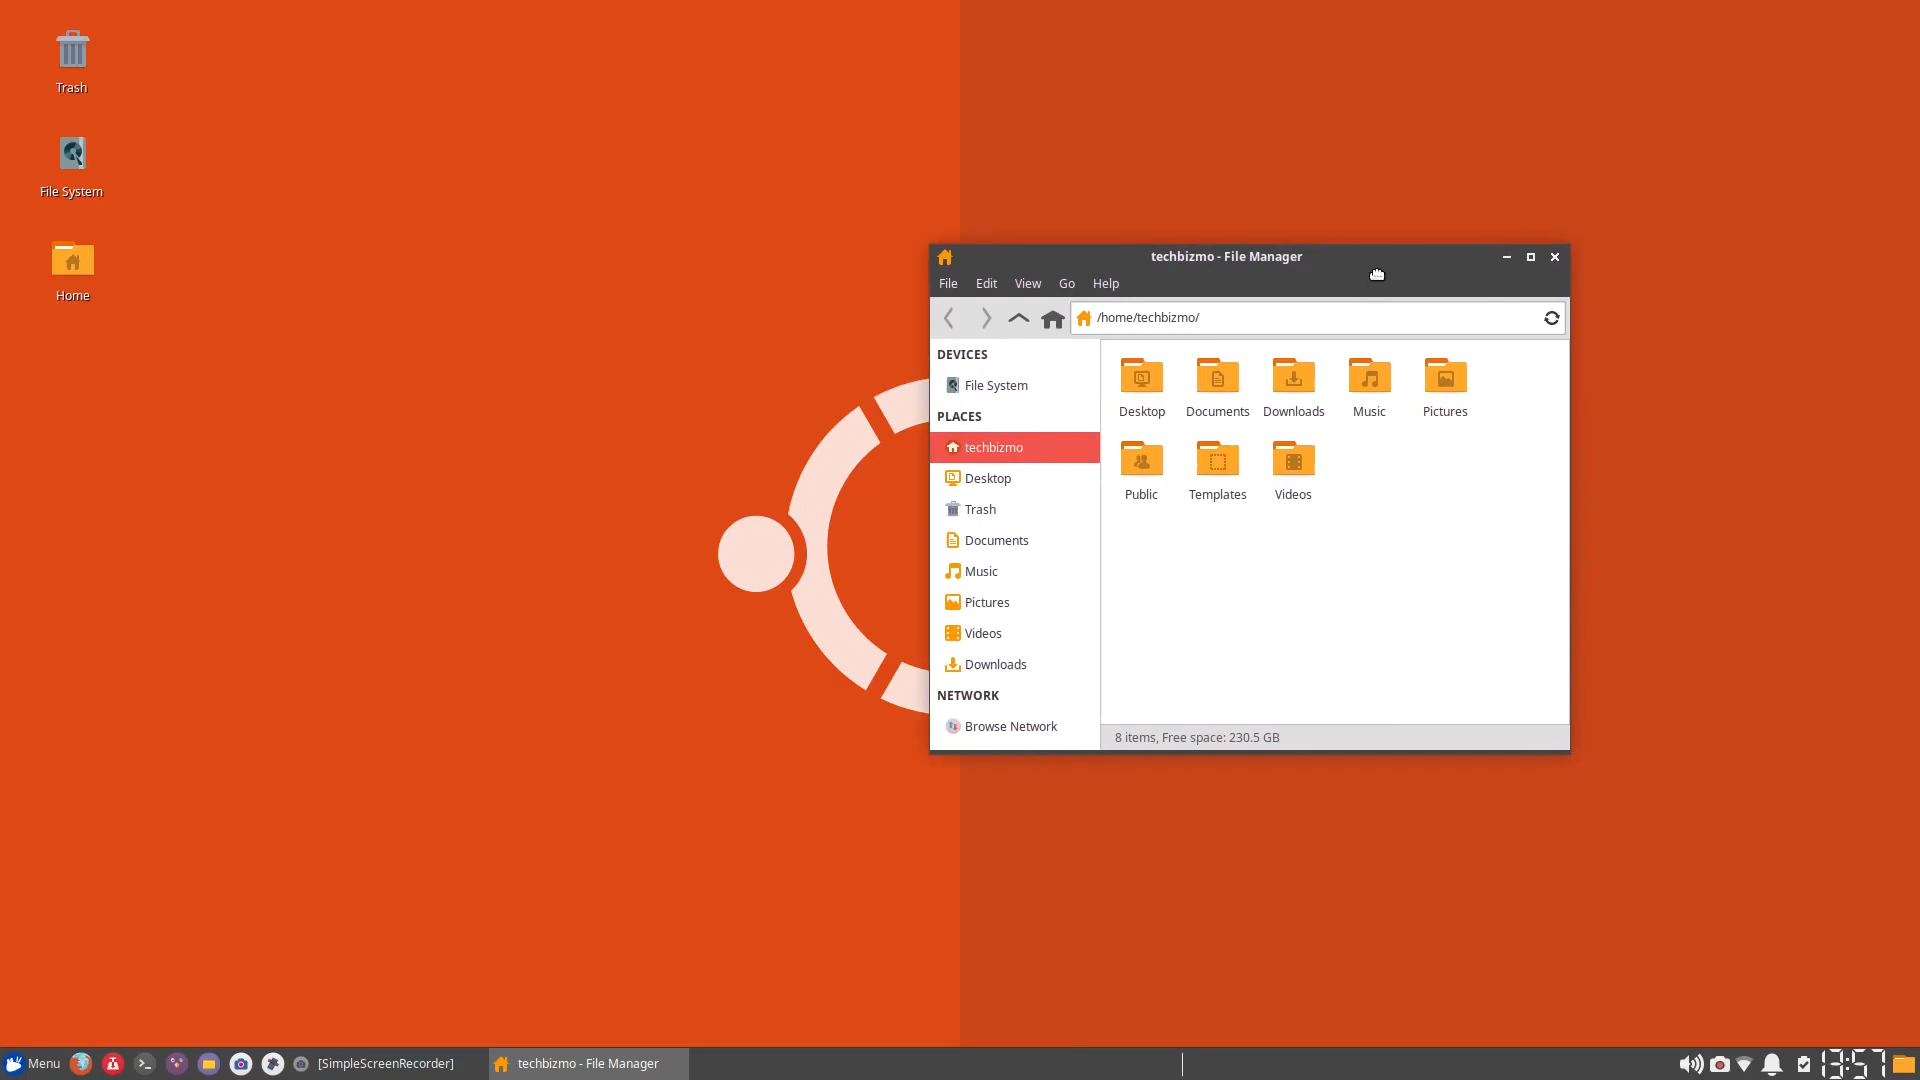 Trash
File System
Home
techbizmo - File Manager
File Edit View Go Help
/home/techbizmo/
DEVICES
File System
PLACES
techbizmo
Desktop
Trash
Documents
Music
Pictures
Videos
Downloads
NETWORK
Browse Network
Desktop Documents Downloads Music Pictures
Public Templates Videos
8 items, Free space: 230.5 GB
Menu [SimpleScreenRecorder] techbizmo - File Manager 13:57